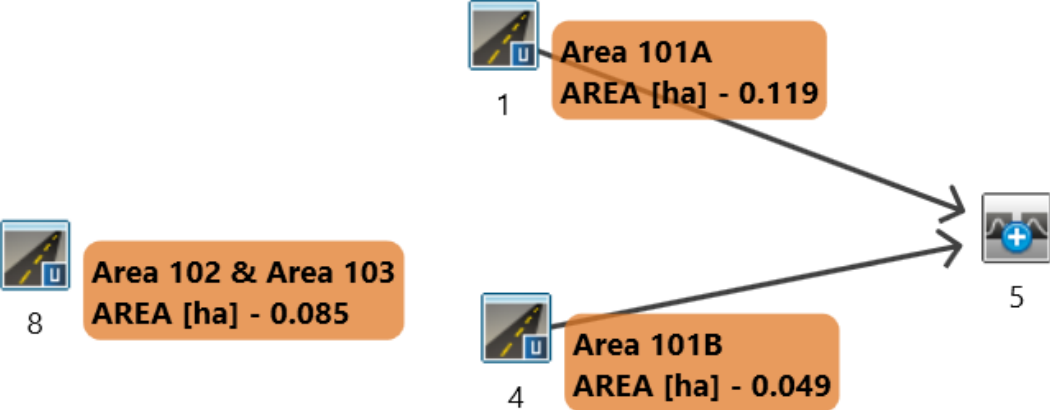 U
Area 101A
AREA [ha] - 0.119
1
U
Area 102 & Area 103
AREA [ha] - 0.085
8
5
U
Area 101B
AREA [ha] - 0.049
4